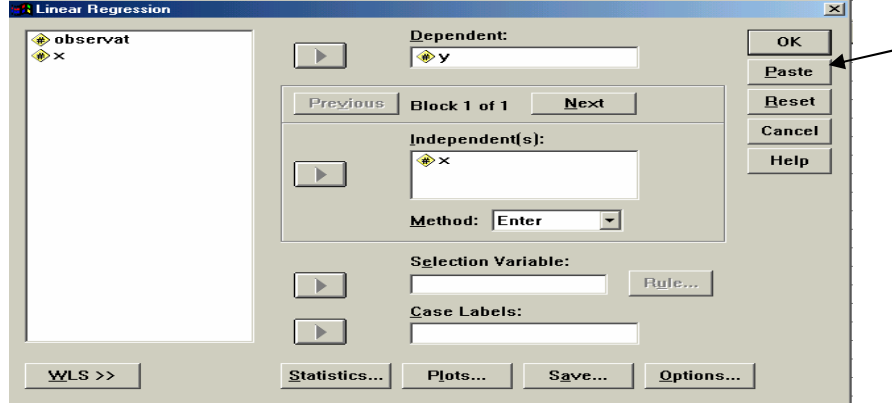 Linear Regression
observat
x
Dependent:
y
OK
Paste
Previous Block 1 of 1 Next
Reset
Independent(s):
x
Cancel
Help
Method: Enter
Selection Variable:
Rule...
Case Labels:
WLS >> Statistics... Plots... Save... Options...